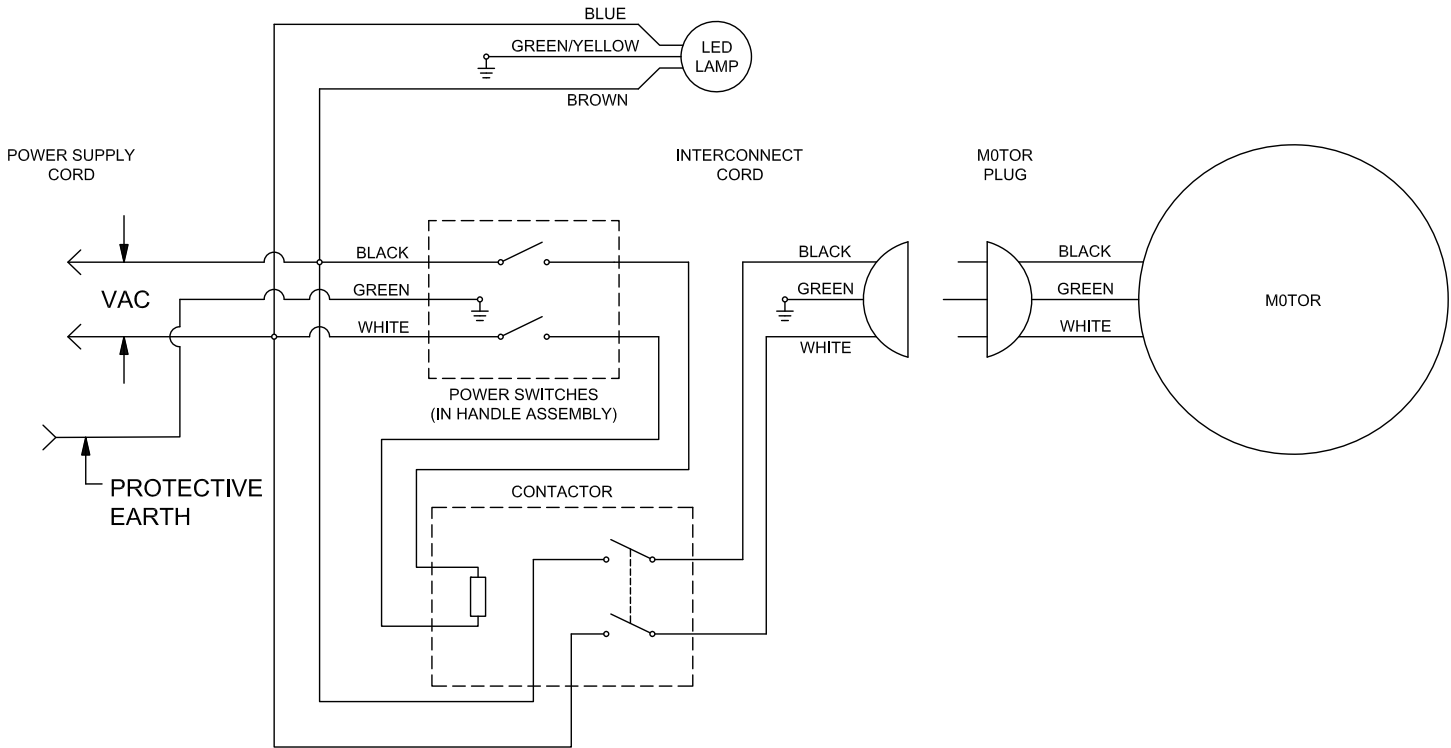 BLUE
GREEN/YELLOW
LED
LAMP
BROWN
POWER SUPPLY
CORD
INTERCONNECT
CORD
M0TOR
PLUG
BLACK
GREEN
WHITE
VAC
POWER SWITCHES
(IN HANDLE ASSEMBLY)
BLACK
GREEN
WHITE
BLACK
GREEN
WHITE
M0TOR
PROTECTIVE
EARTH
CONTACTOR